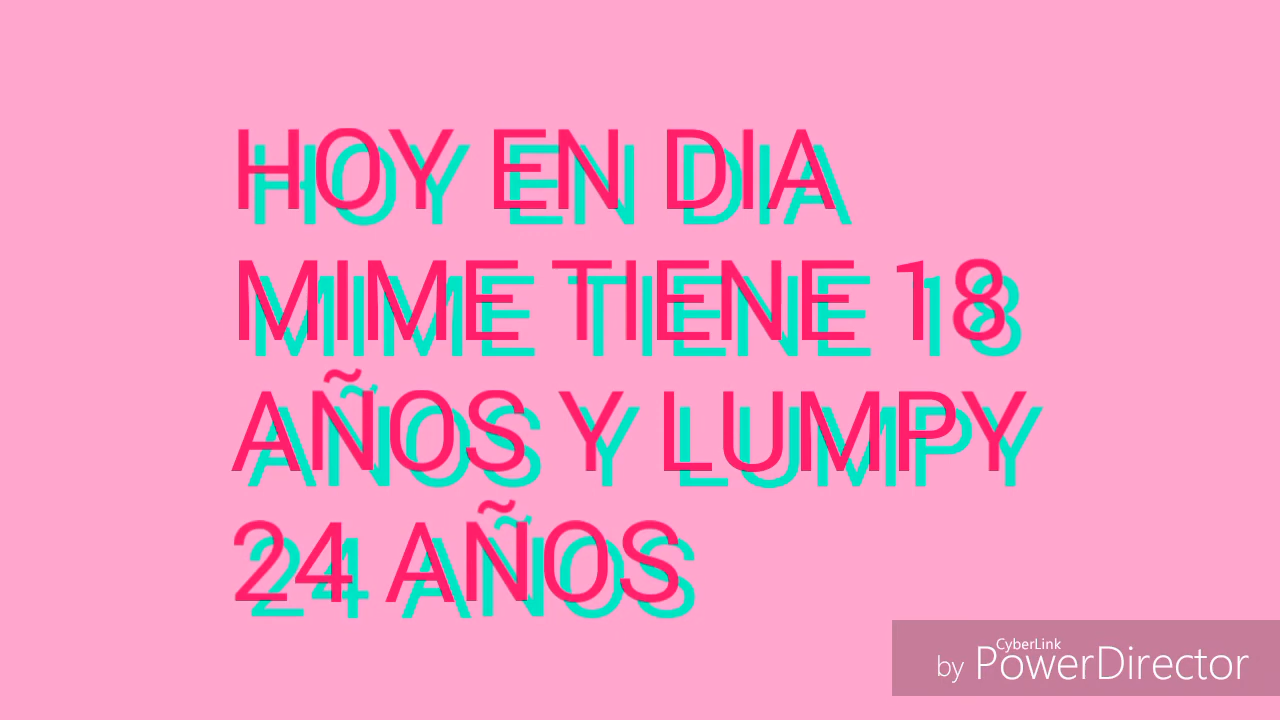 HOY EN DIA
MIME TIENE 18
AÑOS Y LUMPY
24 AÑOS
CyberLink
by PowerDirector